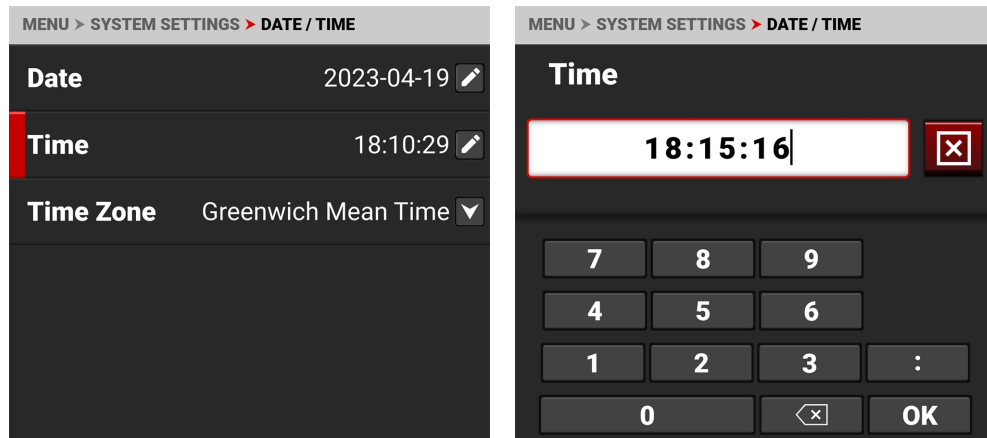 MENU > SYSTEM SETTINGS > DATE / TIME
Date 2023-04-19
Time 18:10:29
Time Zone Greenwich Mean Time
MENU > SYSTEM SETTINGS > DATE / TIME
Time
18:15:16
7 8 9
4 5 6
1 2 3 :
0 OK